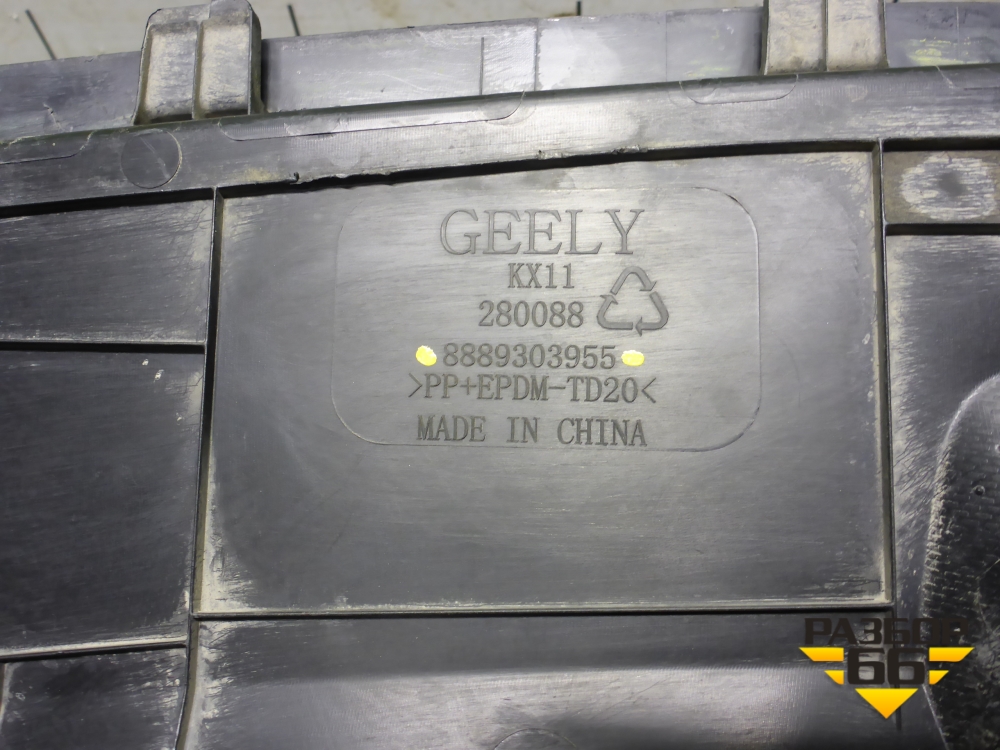 GEELY
KX11
280088
8889303955
>PP+EPDM-TD20<
MADE IN CHINA
РАЗБОР
66